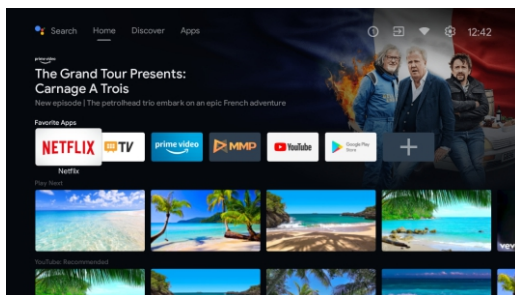 Search Home Discover Apps 12:42
prime video
The Grand Tour Presents:
Carnage A Trois
New episode | The petrolhead trio embark on an epic French adventure
Favorite Apps
NETFLIX TV prime video MMP YouTube Google Play Store
Netflix
Play Next
vevo
YouTube: Recommended